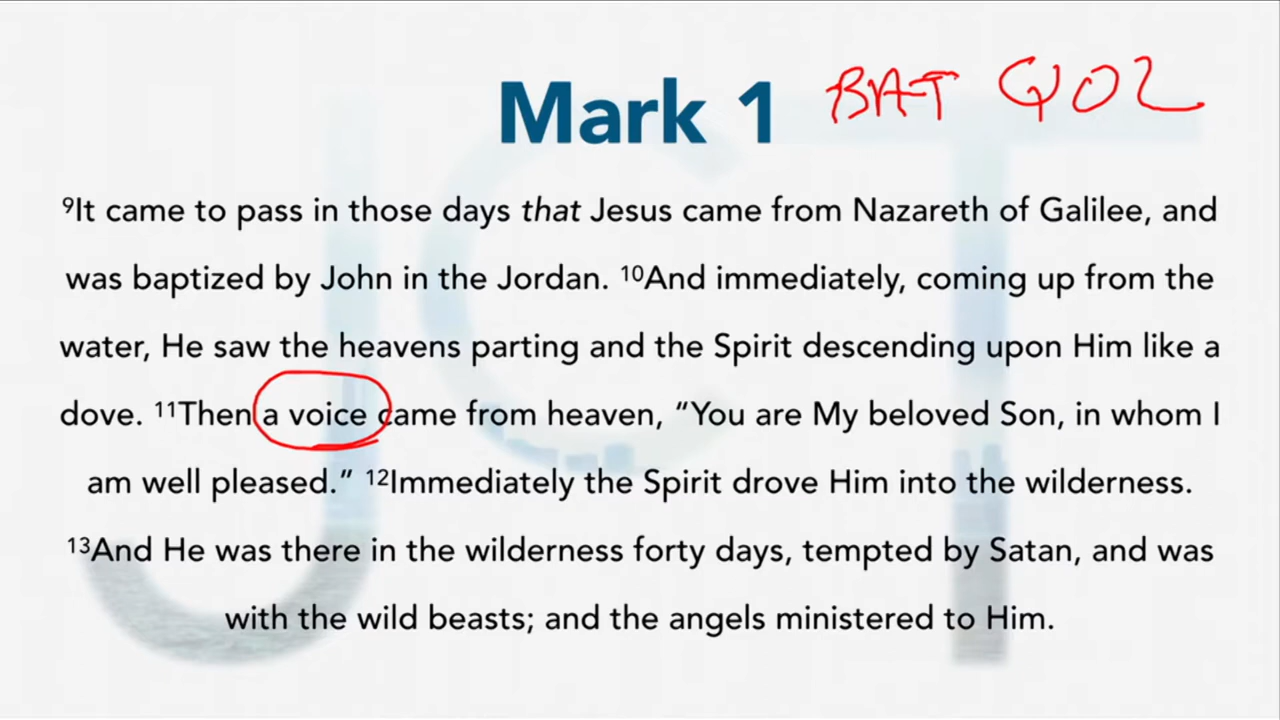 Mark 1 BAT QOL
⁹It came to pass in those days that Jesus came from Nazareth of Galilee, and
was baptized by John in the Jordan. ¹⁰And immediately, coming up from the
water, He saw the heavens parting and the Spirit descending upon Him like a
dove. ¹¹Then a voice came from heaven, “You are My beloved Son, in whom I
am well pleased.” ¹²Immediately the Spirit drove Him into the wilderness.
¹³And He was there in the wilderness forty days, tempted by Satan, and was
with the wild beasts; and the angels ministered to Him.
JCT